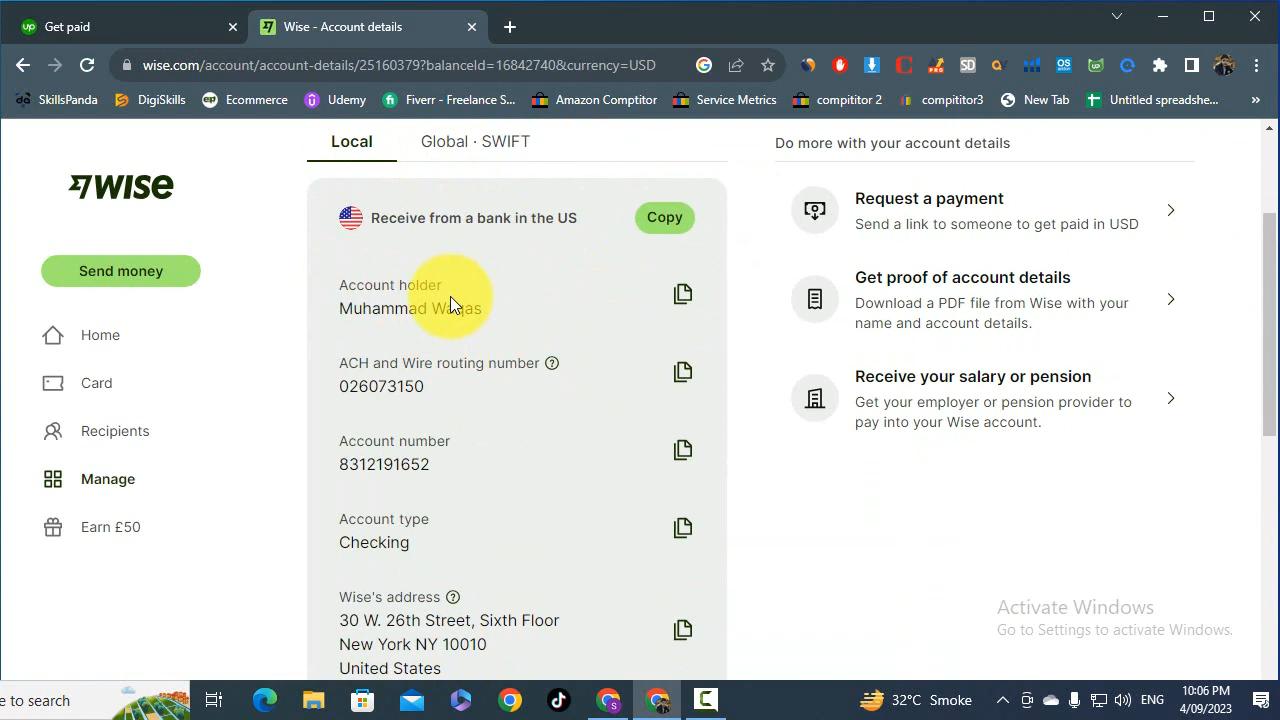 Get paid
Wise - Account details
wise.com/account/account-details/25160379?balanceId=16842740&currency=USD
SkillsPanda
DigiSkills
Ecommerce
Udemy
Fiverr - Freelance S...
Amazon Comptitor
Service Metrics
compititor 2
compititor3
New Tab
Untitled spreadshe...
»
WISE
Send money
Home
Card
Recipients
Manage
Earn £50
Local
Global · SWIFT
Receive from a bank in the US
Copy
Account holder
Muhammad Waqas
ACH and Wire routing number
026073150
Account number
8312191652
Account type
Checking
Wise's address
30 W. 26th Street, Sixth Floor
New York NY 10010
United States
Do more with your account details
Request a payment
Send a link to someone to get paid in USD
Get proof of account details
Download a PDF file from Wise with your
name and account details.
Receive your salary or pension
Get your employer or pension provider to
pay into your Wise account.
Activate Windows
Go to Settings to activate Windows.
e to search
32°C Smoke
ENG
10:06 PM
4/09/2023